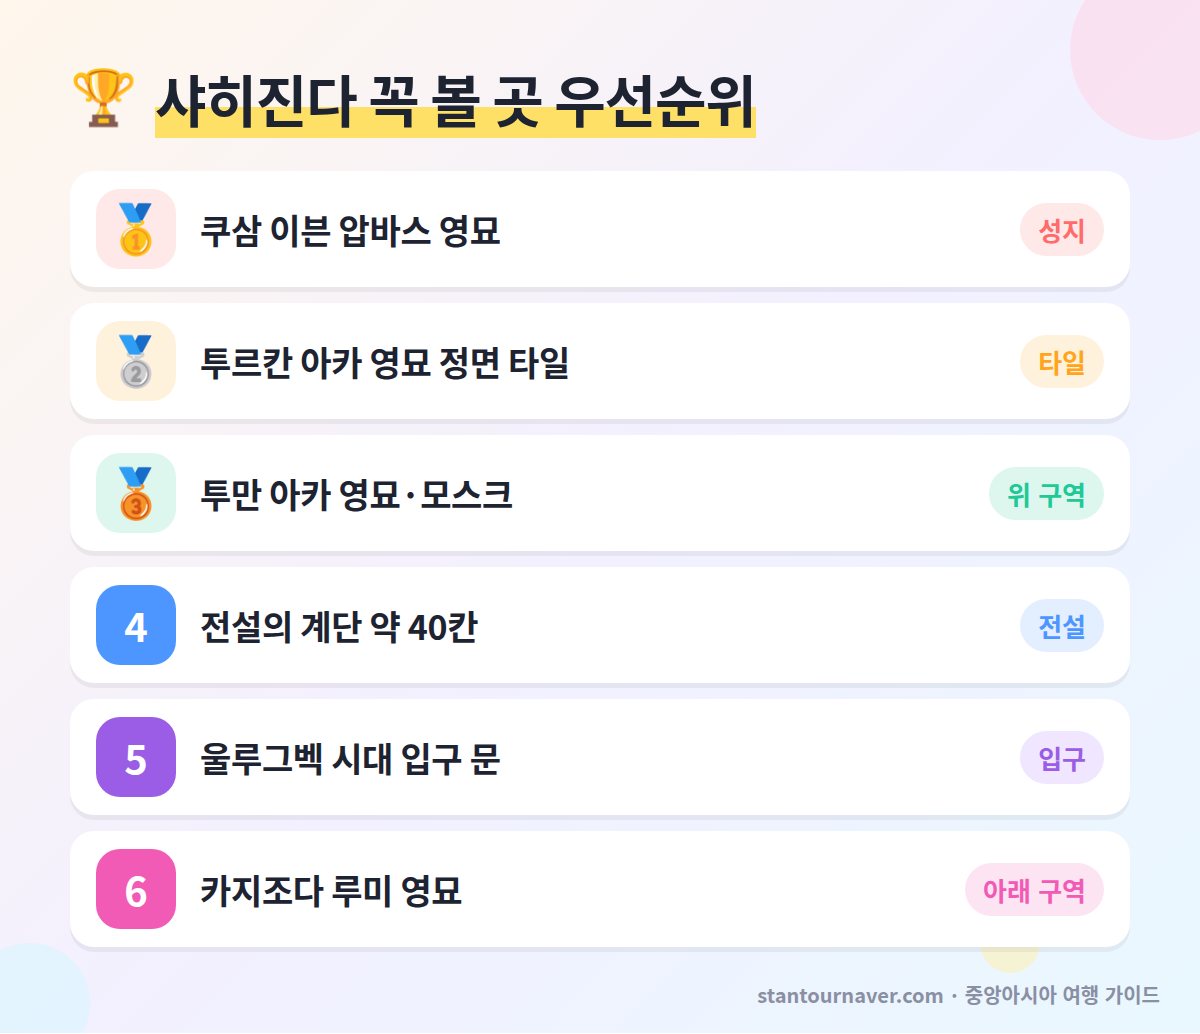 🏆 샤히진다 꼭 볼 곳 우선순위
🥇 쿠삼 이븐 압바스 영묘 성지
🥈 투르칸 아카 영묘 정면 타일 타일
🥉 투만 아카 영묘·모스크 위 구역
4 전설의 계단 약 40칸 전설
5 울루그벡 시대 입구 문 입구
6 카지조다 루미 영묘 아래 구역
stantournaver.com · 중앙아시아 여행 가이드